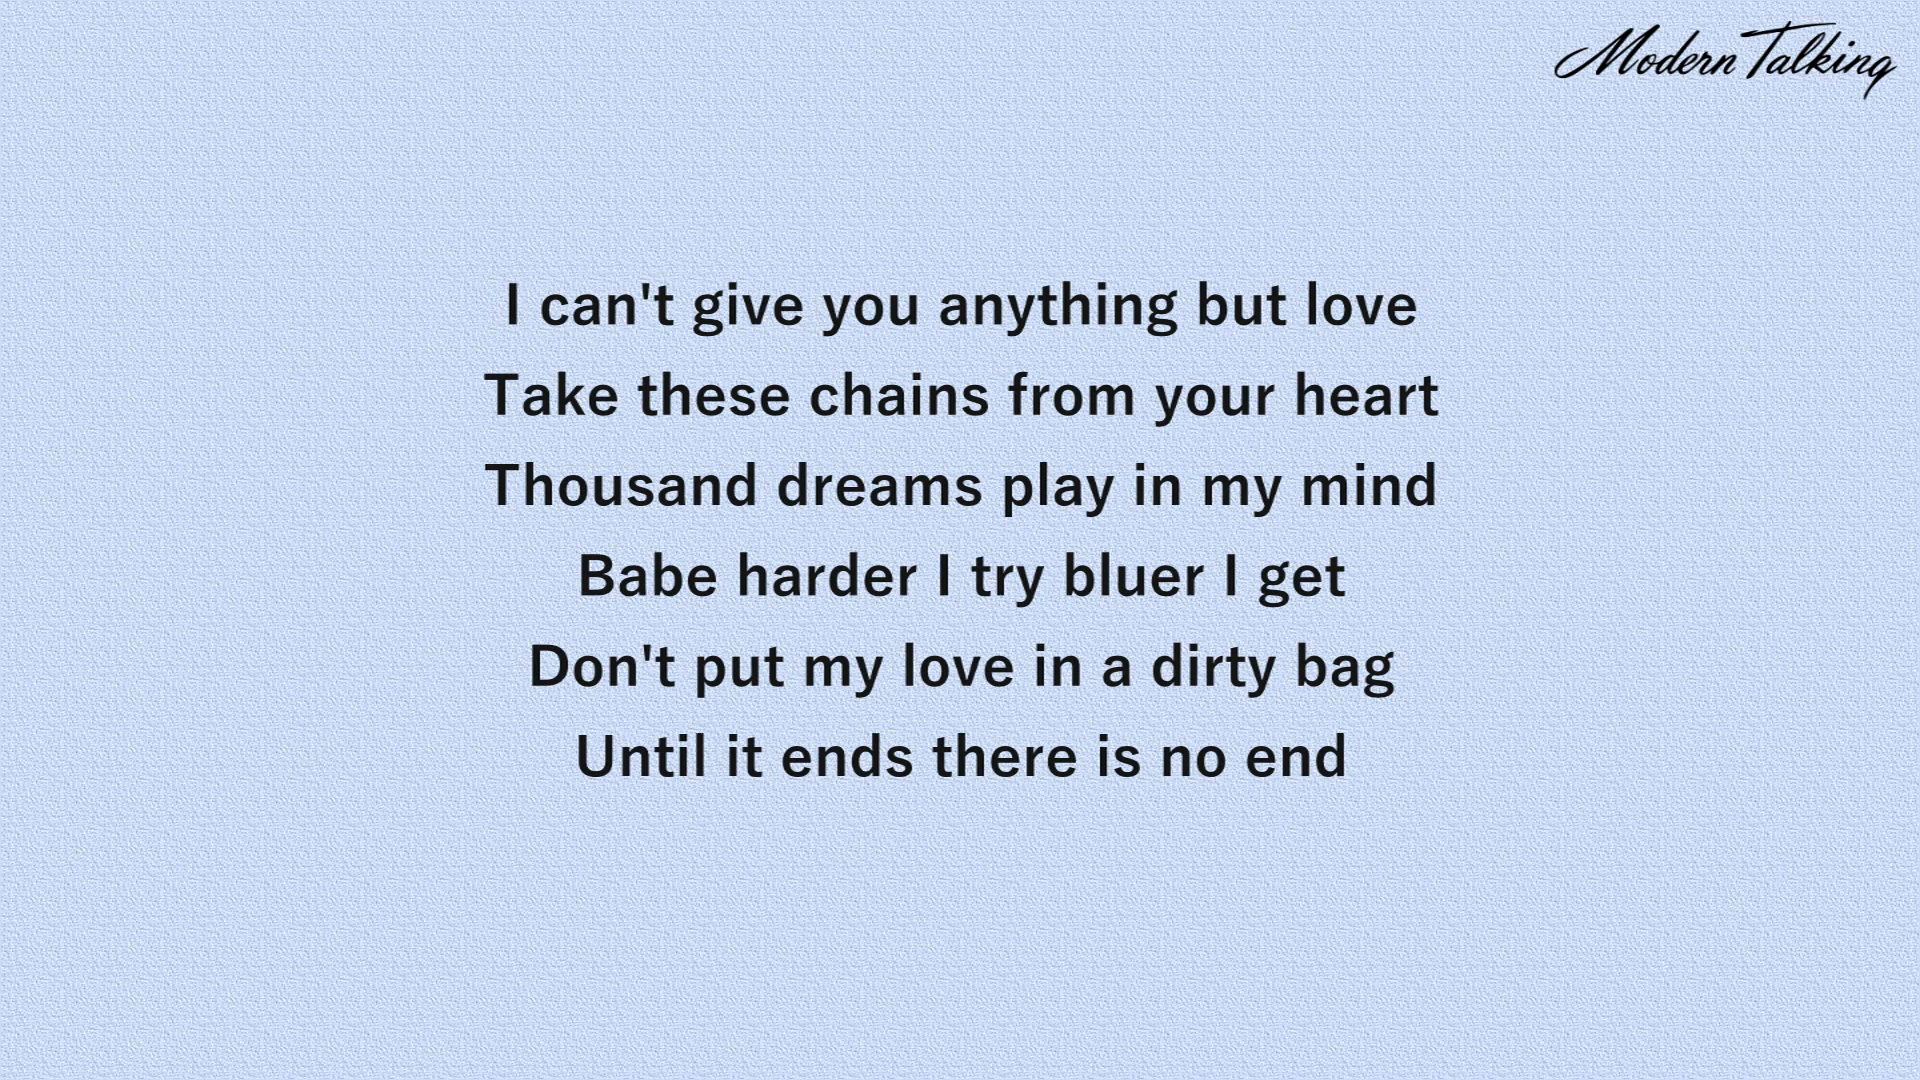 Modern Talking
I can't give you anything but love
Take these chains from your heart
Thousand dreams play in my mind
Babe harder I try bluer I get
Don't put my love in a dirty bag
Until it ends there is no end